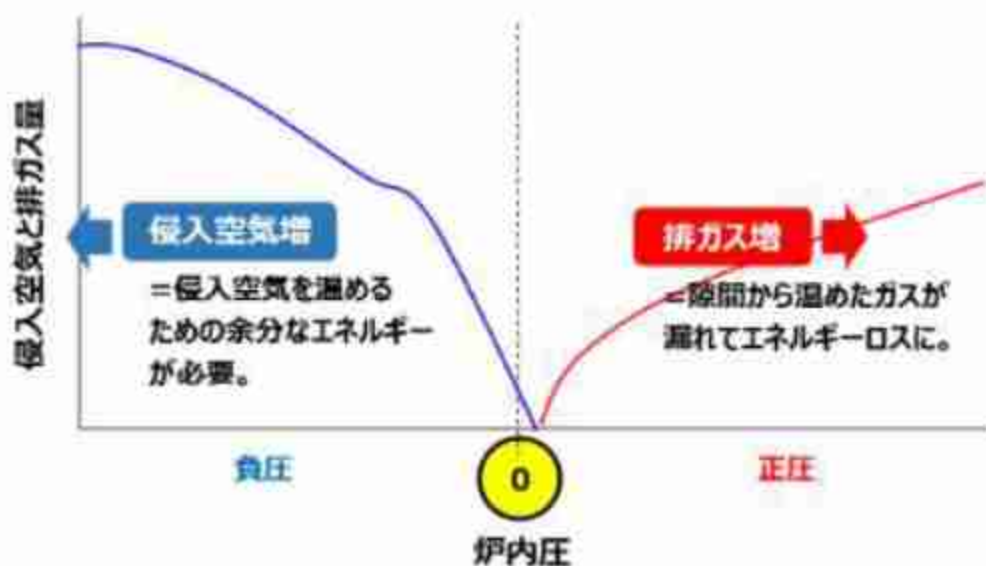 侵入空気と排ガス量
侵入空気増
=侵入空気を温める
ための余分なエネルギー
が必要。
排ガス増
=隙間から温めたガスが
漏れてエネルギーロスに。
負圧
0
正圧
炉内圧